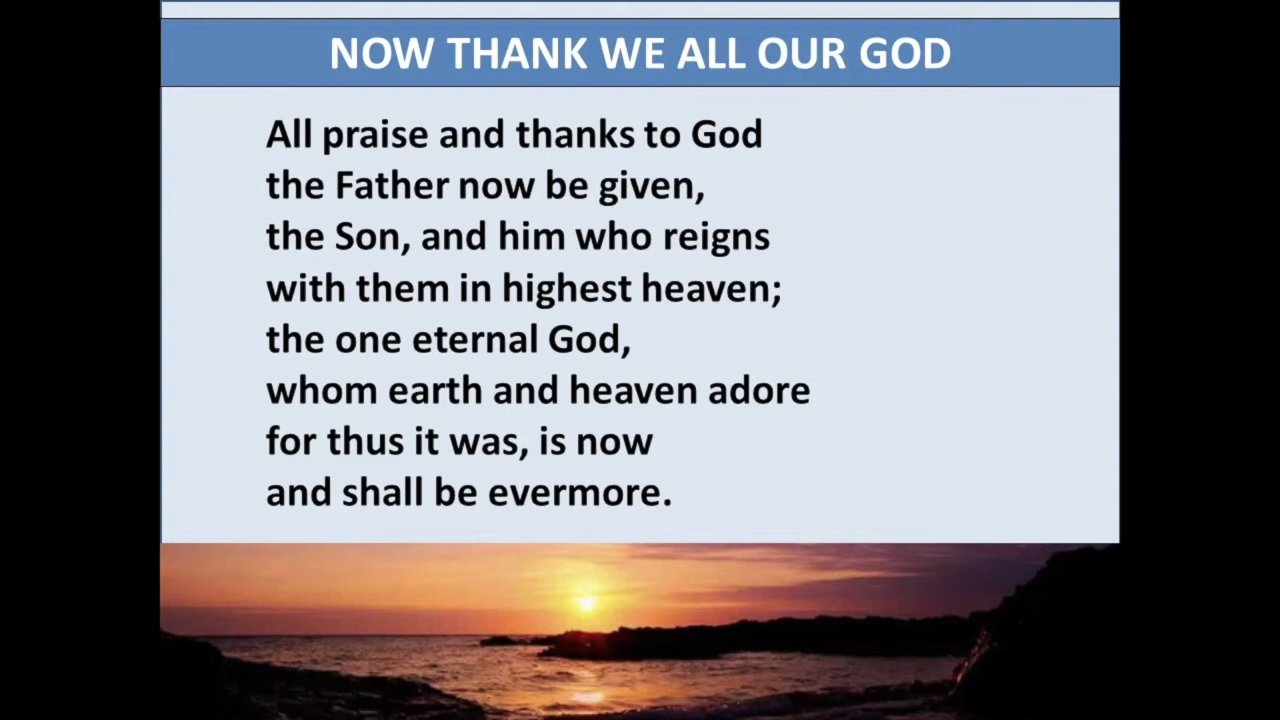 NOW THANK WE ALL OUR GOD
All praise and thanks to God
the Father now be given,
the Son, and him who reigns
with them in highest heaven;
the one eternal God,
whom earth and heaven adore
for thus it was, is now
and shall be evermore.